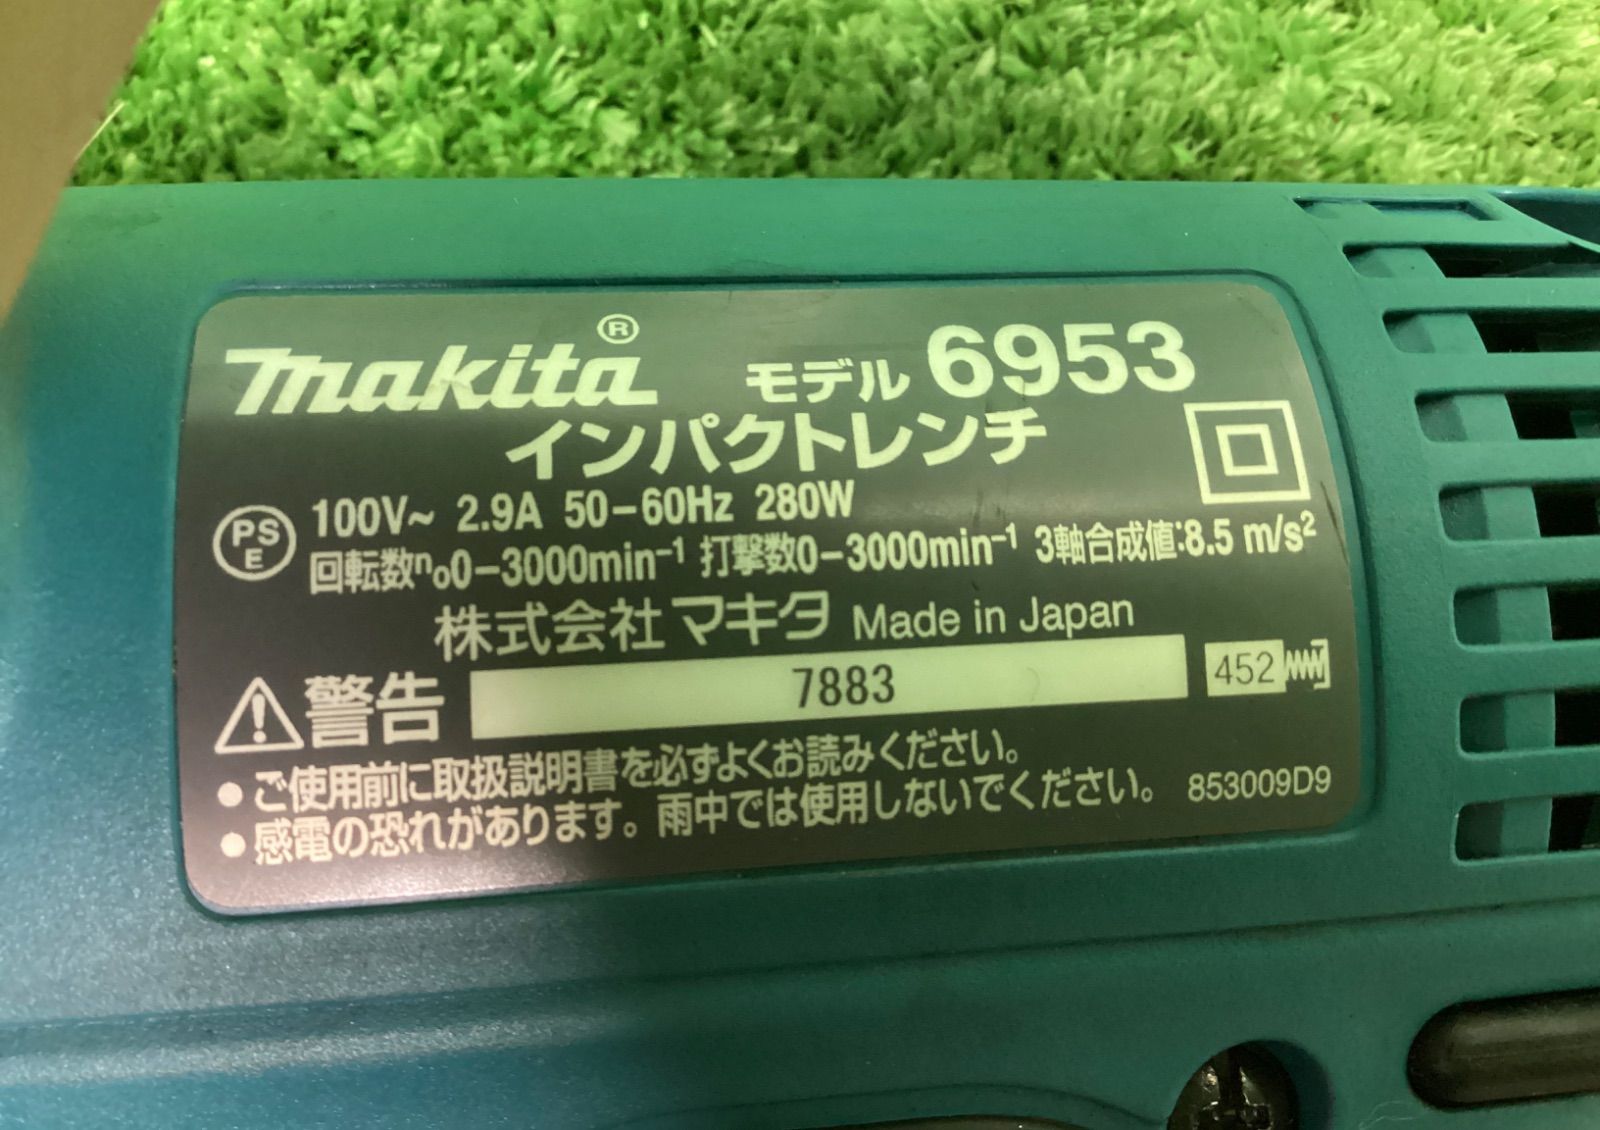 makita® モデル 6953
インパクトレンチ
PSE 100V~ 2.9A 50-60Hz 280W
回転数n₀0-3000min⁻¹ 打撃数0-3000min⁻¹ 3軸合成値:8.5 m/s²
株式会社 マキタ Made in Japan
警告 7883 452
●ご使用前に取扱説明書を必ずよくお読みください。
●感電の恐れがあります。雨中では使用しないでください。 853009D9